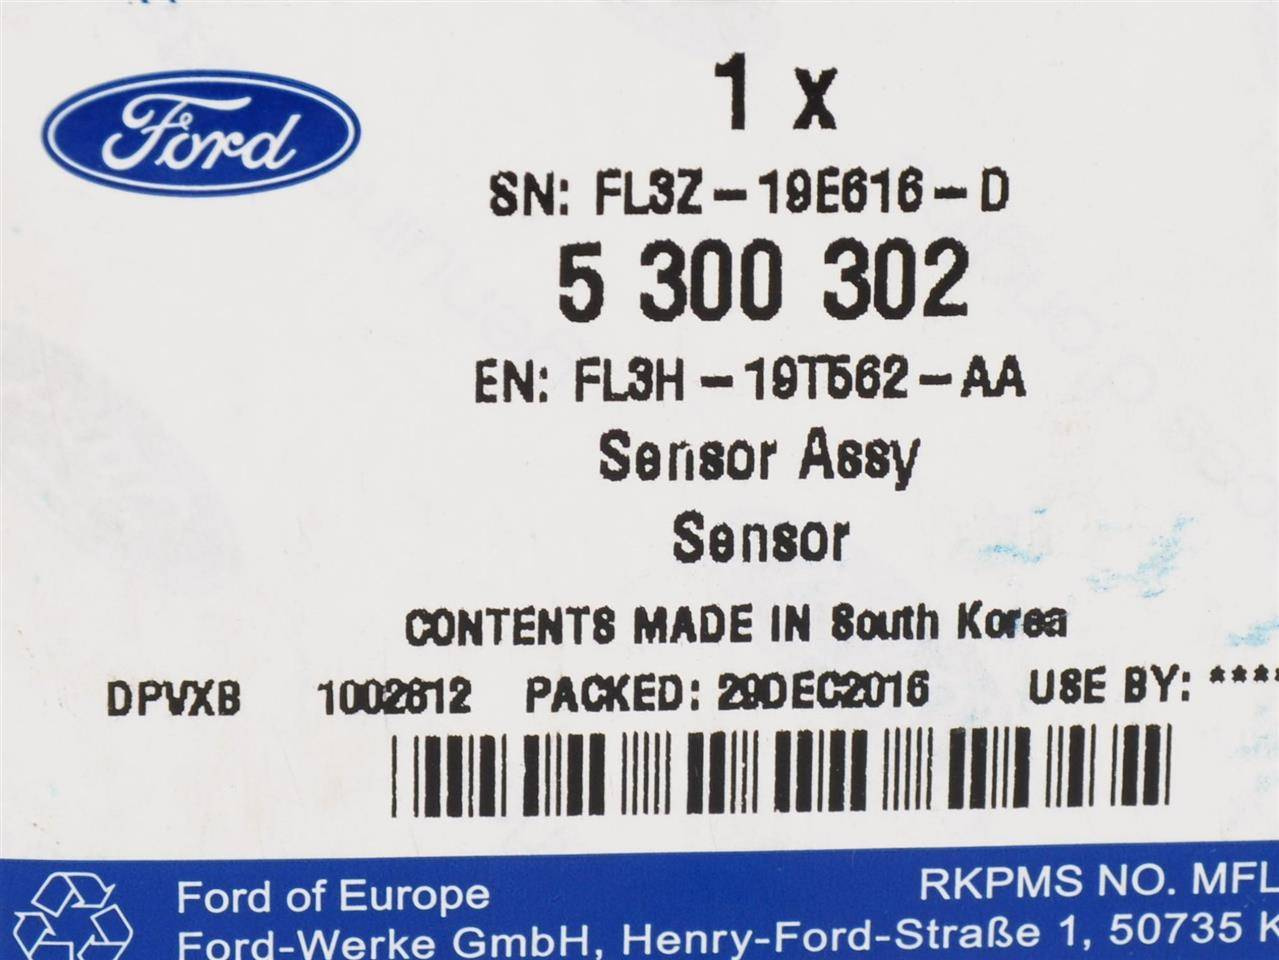 Ford
1 x
SN: FL3Z-19E616-D
5 300 302
EN: FL3H-19T562-AA
Sensor Assy
Sensor
CONTENTS MADE IN South Korea
DPVXB 1002612 PACKED: 29DEC2016 USE BY: ****
Ford of Europe RKPMS NO. MFL
Ford-Werke GmbH, Henry-Ford-Straße 1, 50735 K